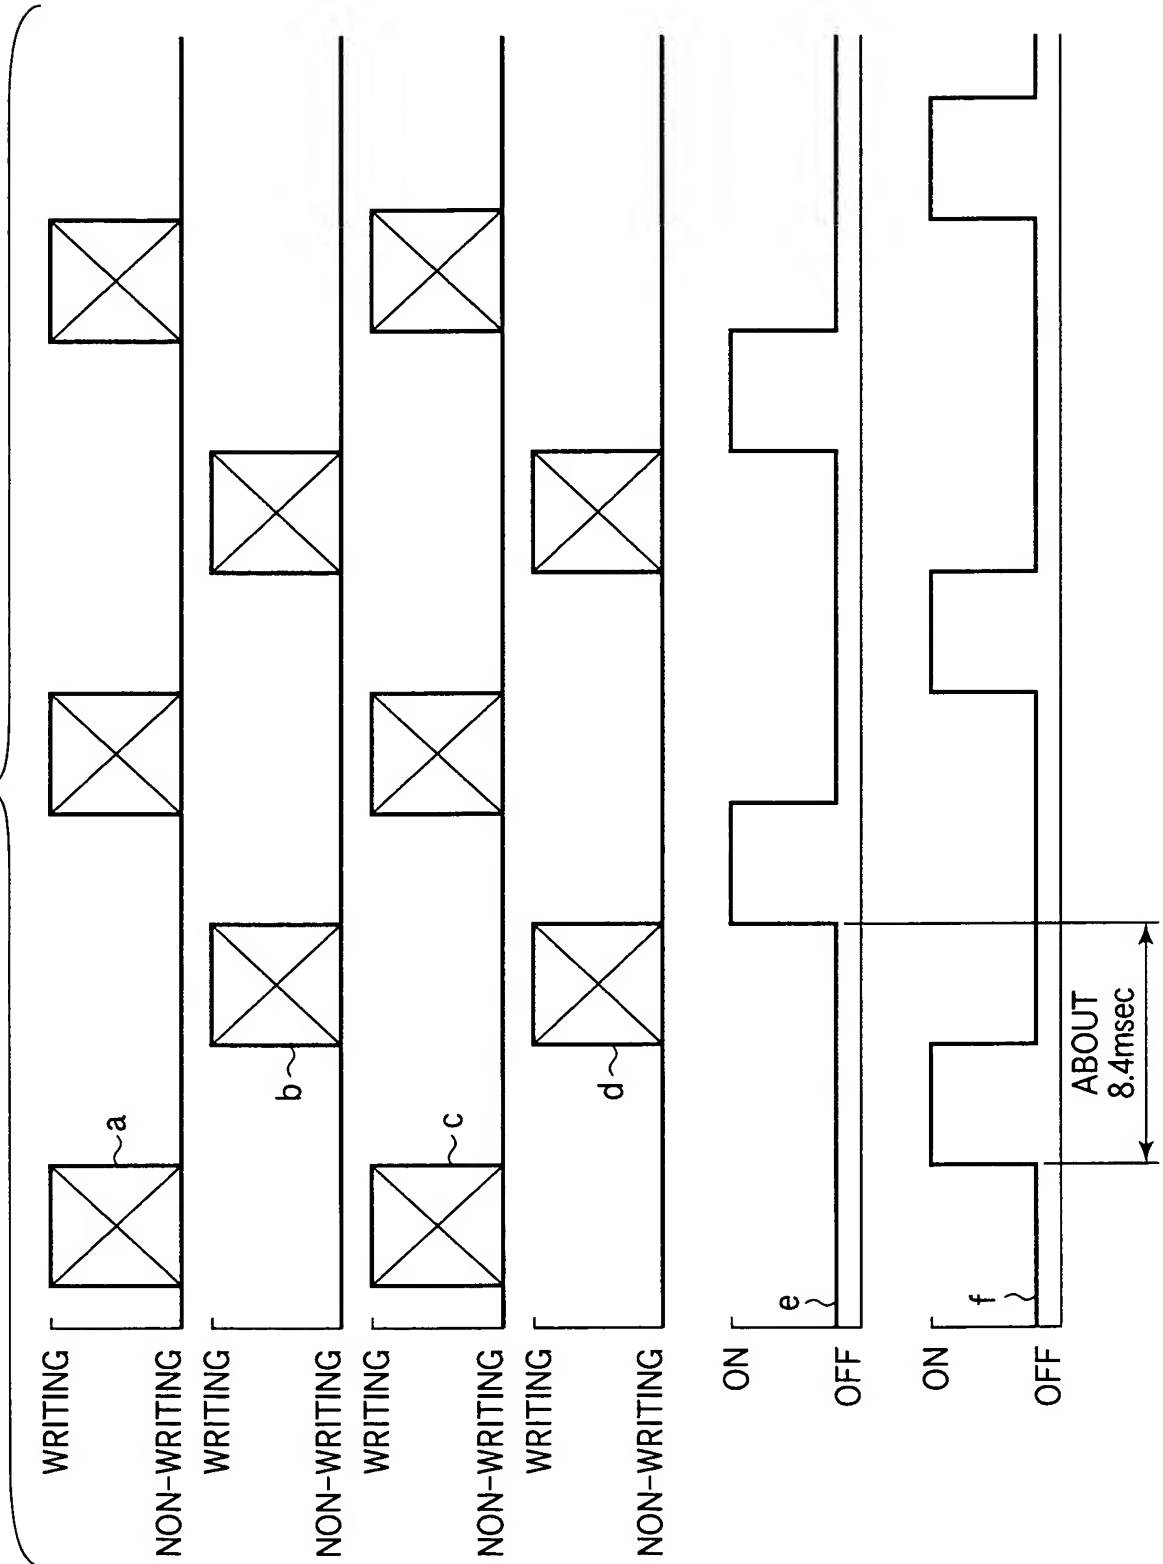 WRITING
a
NON-WRITING
WRITING
b
NON-WRITING
WRITING
c
NON-WRITING
WRITING
d
NON-WRITING
ON
e
OFF
ON
f
OFF
ABOUT
8.4msec